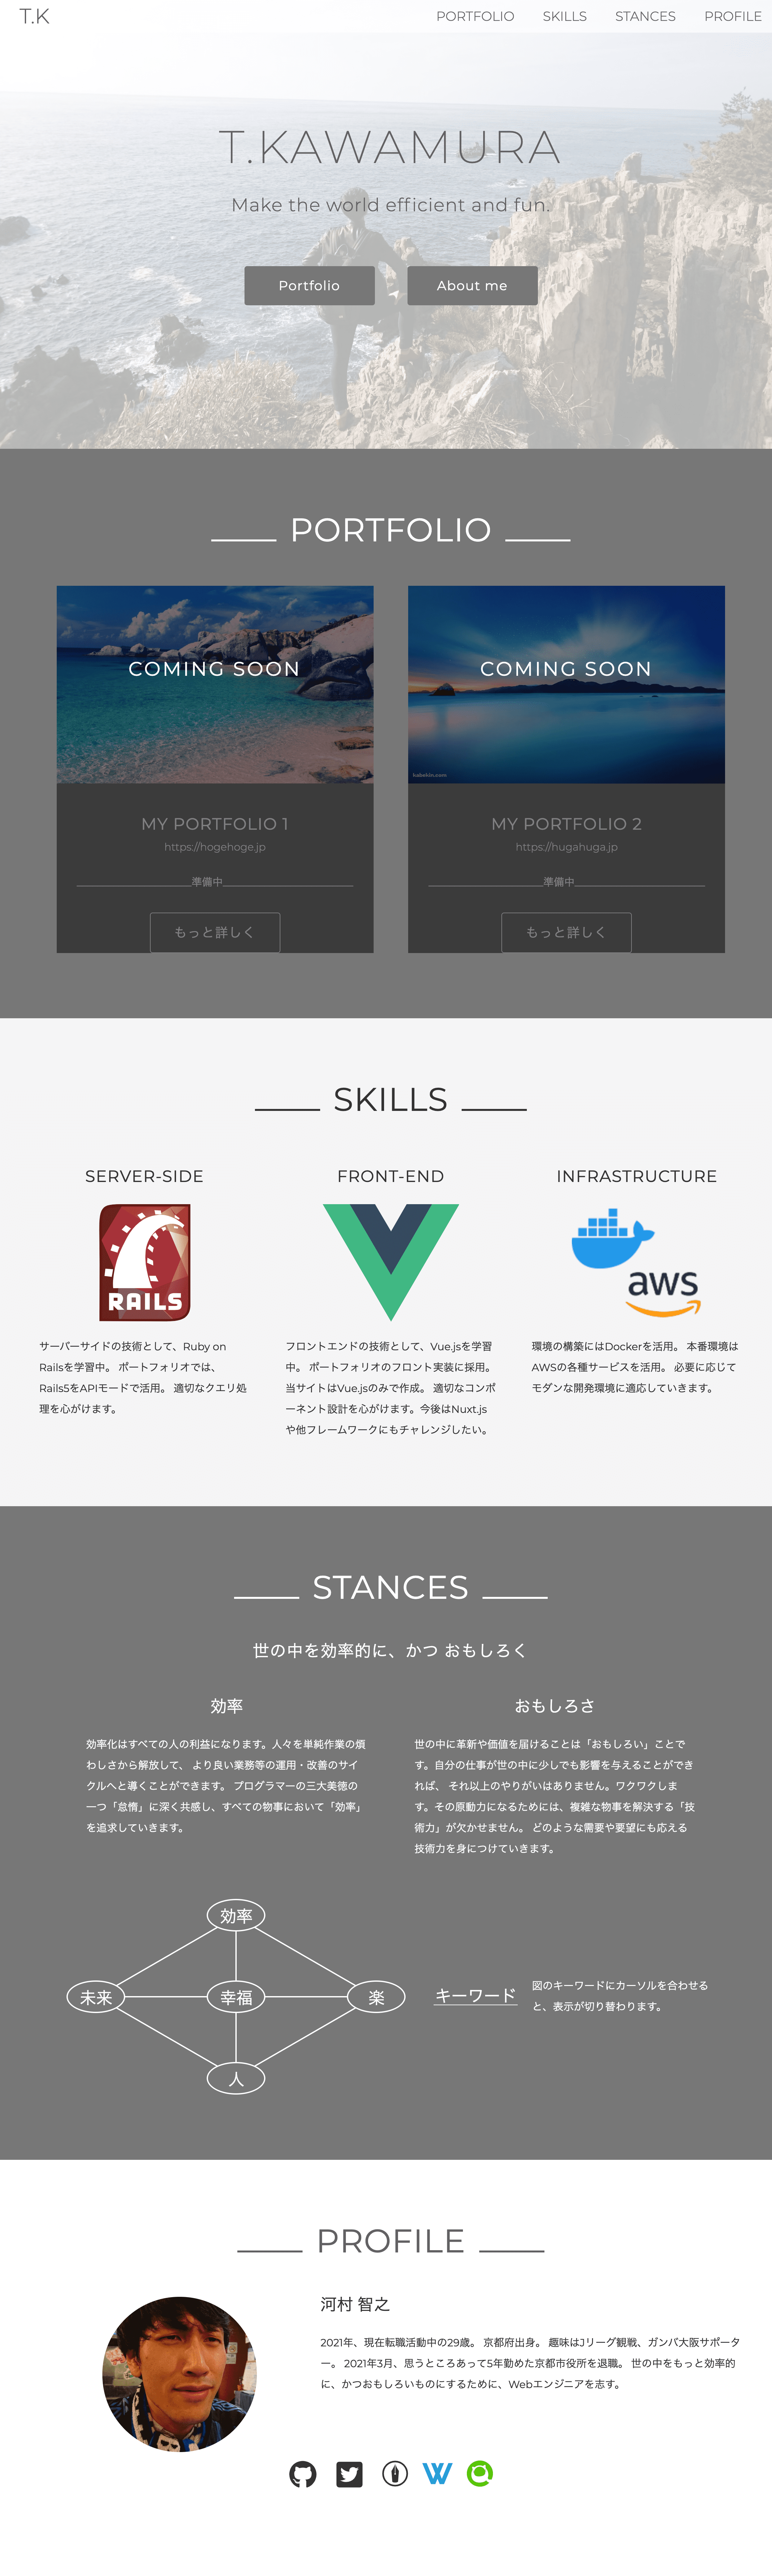 T.K
PORTFOLIO SKILLS STANCES PROFILE
T.KAWAMURA
Make the world efficient and fun.
Portfolio About me
PORTFOLIO
COMING SOON
MY PORTFOLIO 1
https://hogehoge.jp
準備中
もっと詳しく
COMING SOON
kabekin.com
MY PORTFOLIO 2
https://hugahuga.jp
準備中
もっと詳しく
SKILLS
SERVER-SIDE
RAILS
サーバーサイドの技術として、Ruby on
Railsを学習中。 ポートフォリオでは、
Rails5をAPIモードで活用。 適切なクエリ処
理を心がけます。
FRONT-END
フロントエンドの技術として、Vue.jsを学習
中。 ポートフォリオのフロント実装に採用。
当サイトはVue.jsのみで作成。 適切なコンポ
ーネント設計を心がけます。今後はNuxt.js
や他フレームワークにもチャレンジしたい。
INFRASTRUCTURE
aws
環境の構築にはDockerを活用。 本番環境は
AWSの各種サービスを活用。 必要に応じて
モダンな開発環境に適応していきます。
STANCES
世の中を効率的に、かつ おもしろく
効率
効率化はすべての人の利益になります。人々を単純作業の煩
わしさから解放して、 より良い業務等の運用・改善のサイ
クルへと導くことができます。 プログラマーの三大美徳の
一つ「怠惰」に深く共感し、すべての物事において「効率」
を追求していきます。
おもしろさ
世の中に革新や価値を届けることは「おもしろい」ことで
す。自分の仕事が世の中に少しでも影響を与えることができ
れば、 それ以上のやりがいはありません。ワクワクしま
す。その原動力になるためには、複雑な物事を解決する「技
術力」が欠かせません。 どのような需要や要望にも応える
技術力を身につけていきます。
効率
未来 幸福 楽
人
キーワード
図のキーワードにカーソルを合わせる
と、表示が切り替わります。
PROFILE
河村 智之
2021年、現在転職活動中の29歳。 京都府出身。 趣味はJリーグ観戦、ガンバ大阪サポータ
ー。 2021年3月、思うところあって5年勤めた京都市役所を退職。 世の中をもっと効率的
に、かつおもしろいものにするために、Webエンジニアを志す。